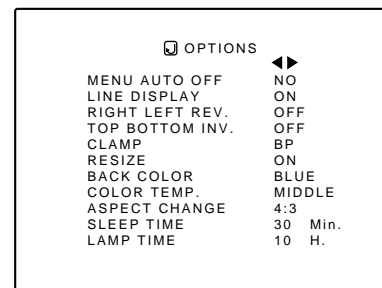 OPTIONS
MENU AUTO OFF NO
LINE DISPLAY ON
RIGHT LEFT REV. OFF
TOP BOTTOM INV. OFF
CLAMP BP
RESIZE ON
BACK COLOR BLUE
COLOR TEMP. MIDDLE
ASPECT CHANGE 4:3
SLEEP TIME 30 Min.
LAMP TIME 10 H.